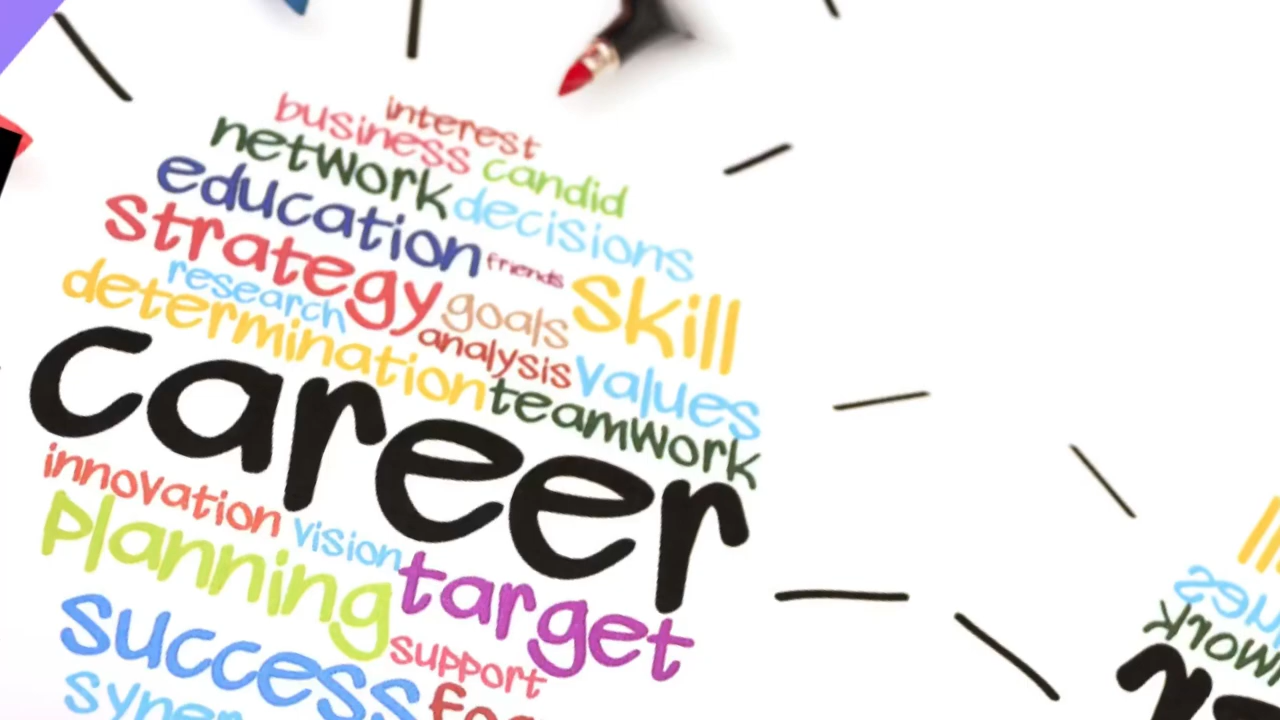 interest
business candid
network decisions
education friends
strategy goals skill
research analysis values
determination teamwork
career
innovation vision target
planning support
success